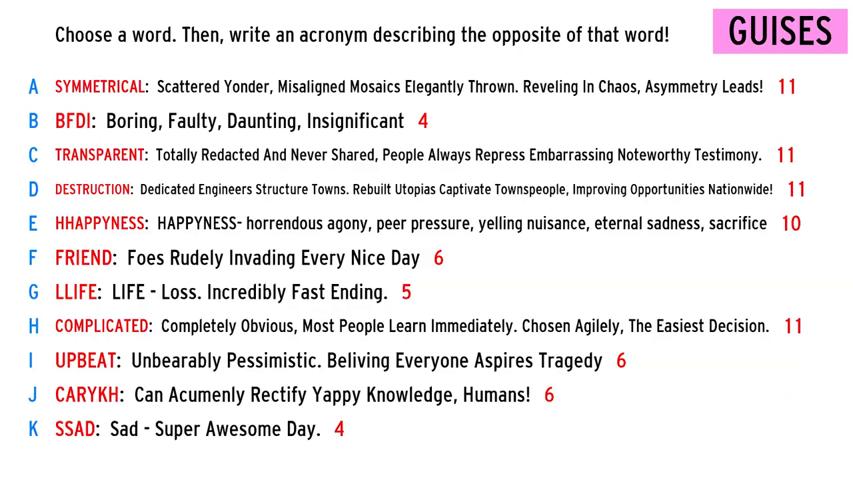 Choose a word. Then, write an acronym describing the opposite of that word!
GUISES
A SYMMETRICAL: Scattered Yonder, Misaligned Mosaics Elegantly Thrown. Reveling In Chaos, Asymmetry Leads! 11
B BFDI: Boring, Faulty, Daunting, Insignificant 4
C TRANSPARENT: Totally Redacted And Never Shared, People Always Repress Embarrassing Noteworthy Testimony. 11
D DESTRUCTION: Dedicated Engineers Structure Towns. Rebuilt Utopias Captivate Townspeople, Improving Opportunities Nationwide! 11
E HHAPPYNESS: HAPPYNESS- horrendous agony, peer pressure, yelling nuisance, eternal sadness, sacrifice 10
F FRIEND: Foes Rudely Invading Every Nice Day 6
G LLIFE: LIFE - Loss. Incredibly Fast Ending. 5
H COMPLICATED: Completely Obvious, Most People Learn Immediately. Chosen Agilely, The Easiest Decision. 11
I UPBEAT: Unbearably Pessimistic. Beliving Everyone Aspires Tragedy 6
J CARYKH: Can Acumenly Rectify Yappy Knowledge, Humans! 6
K SSAD: Sad - Super Awesome Day. 4